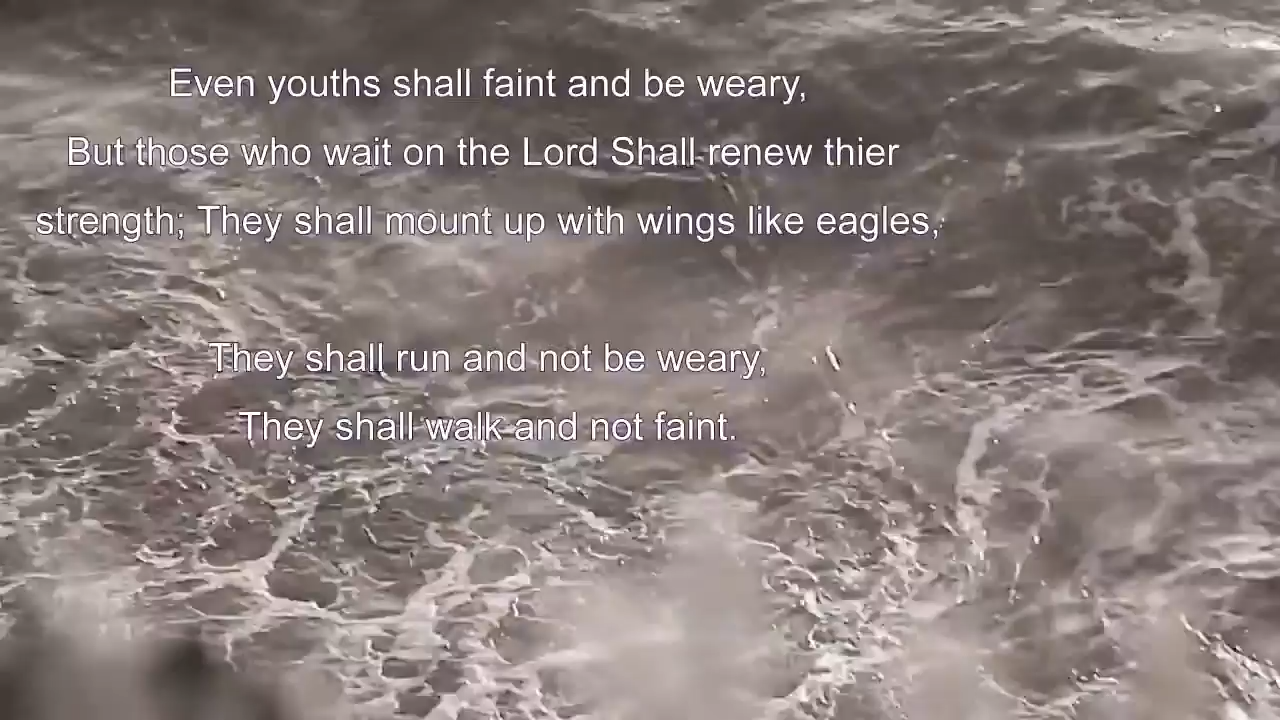 Even youths shall faint and be weary,
But those who wait on the Lord Shall renew thier
strength; They shall mount up with wings like eagles,
They shall run and not be weary,
They shall walk and not faint.